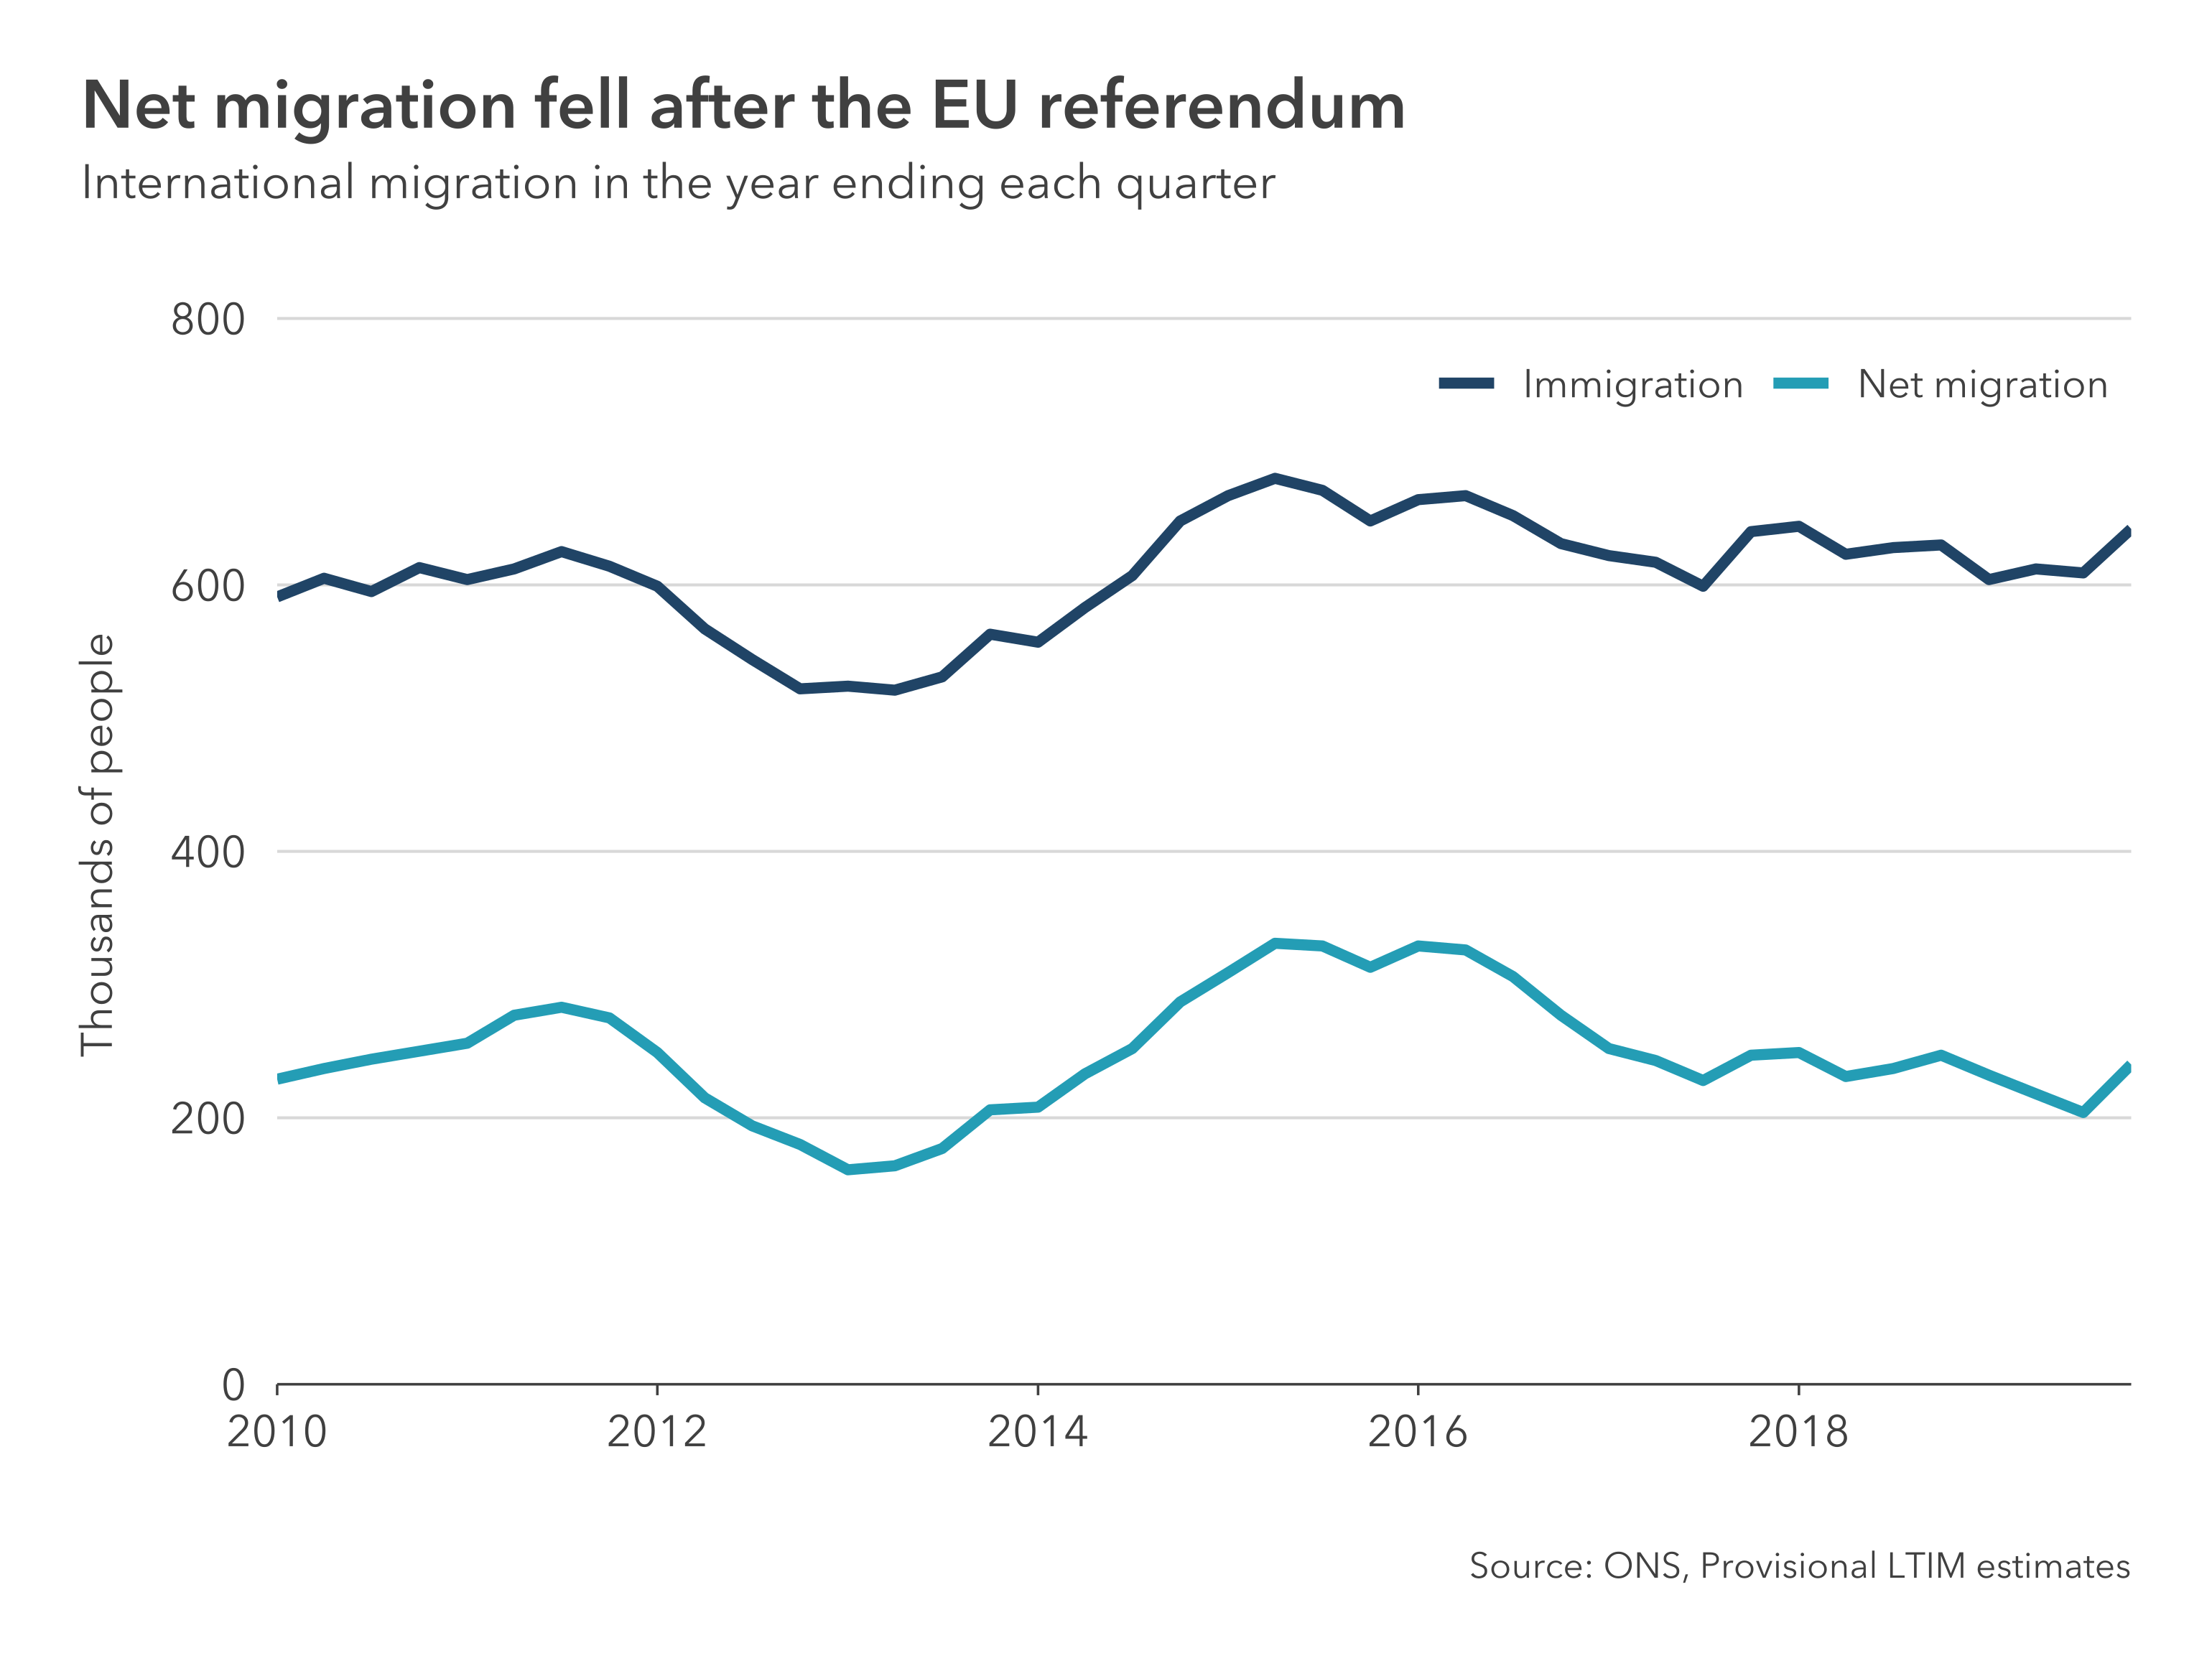 Net migration fell after the EU referendum
International migration in the year ending each quarter
800
Immigration Net migration
600
Thousands of people
400
200
0
2010 2012 2014 2016 2018
Source: ONS, Provisional LTIM estimates